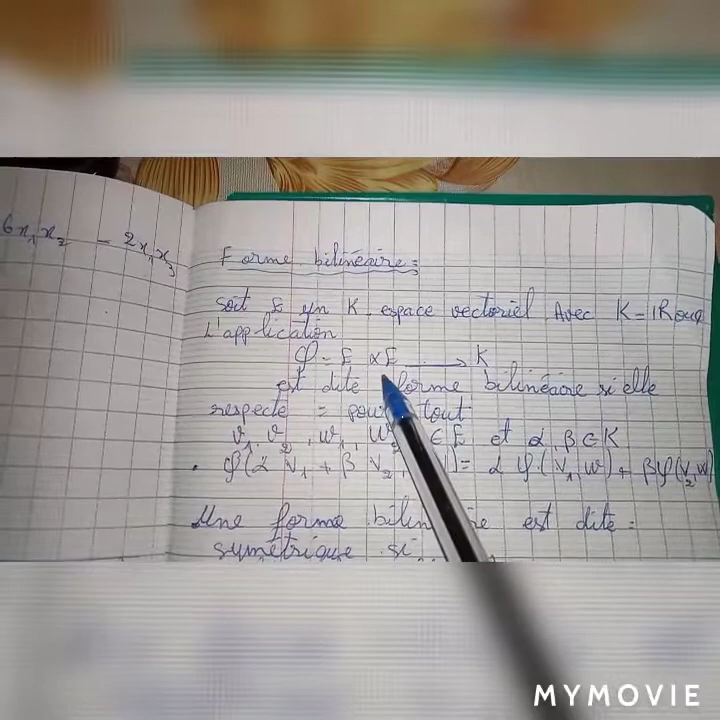 6x₁x₂ - 2x₁x₃
Forme bilinéaire =
soit E un K-espace vectoriel Avec K = IR ou
L'application
φ - E x E → K
est dite forme bilinéaire si elle
respecte = pour tout
v₁, v₂, w₁, w₂ ∈ E et α, β ∈ K
• φ(α V₁ + β V₂, )= α φ(V₁, w) + β φ(V₂ w)
Une forme bilinéaire est dite =
symétrique si
MYMOVIE